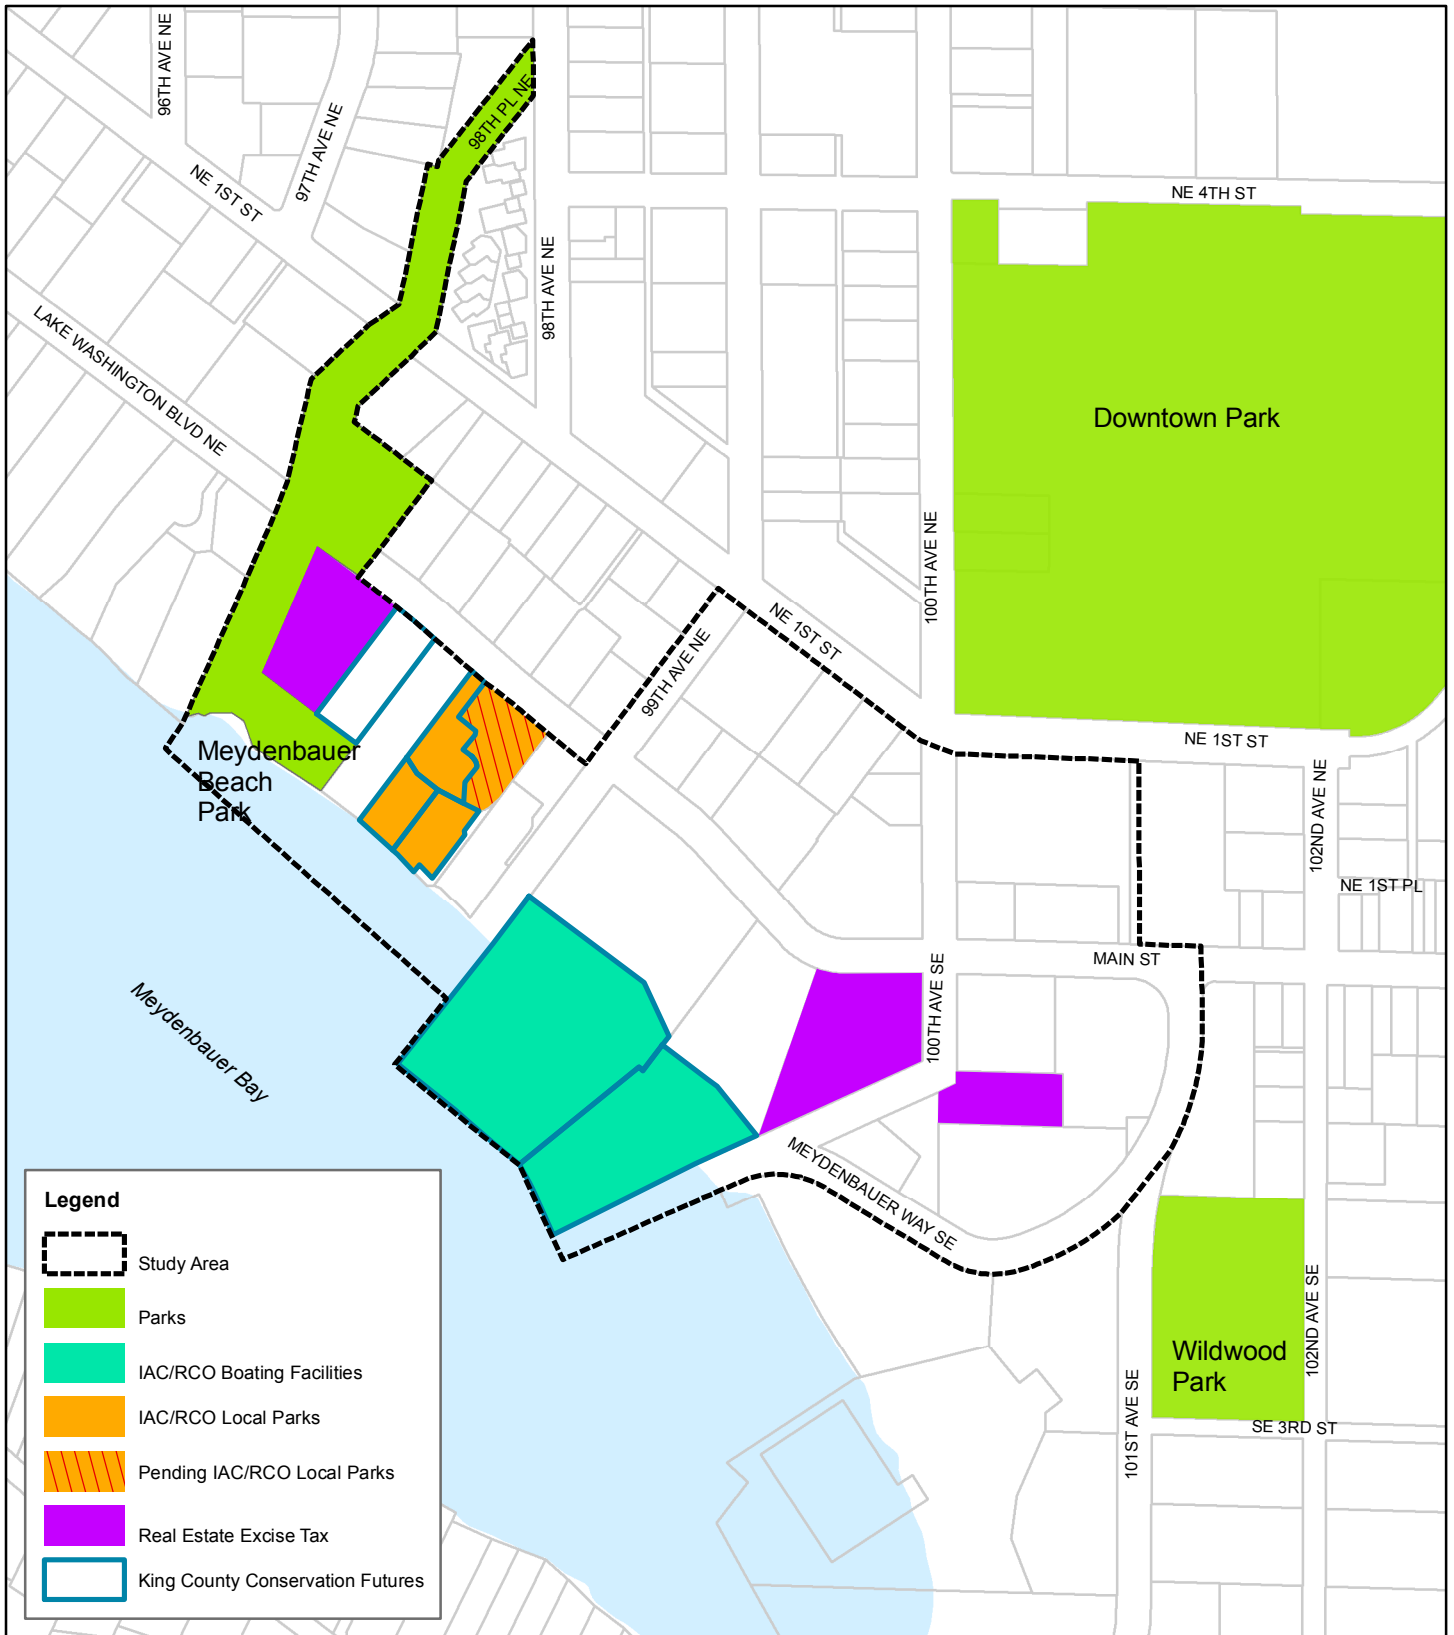 96TH AVE NE
97TH AVE NE
98TH PL NE
NE 1ST ST
NE 4TH ST
98TH AVE NE
LAKE WASHINGTON BLVD NE
Downtown Park
100TH AVE NE
NE 1ST ST
99TH AVE NE
NE 1ST ST
Meydenbauer
Beach
Park
102ND AVE NE
NE 1ST PL
MAIN ST
100TH AVE SE
Meydenbauer Bay
MEYDENBAUER WAY SE
Wildwood
Park
102ND AVE SE
101ST AVE SE
SE 3RD ST
Legend
Study Area
Parks
IAC/RCO Boating Facilities
IAC/RCO Local Parks
Pending IAC/RCO Local Parks
Real Estate Excise Tax
King County Conservation Futures